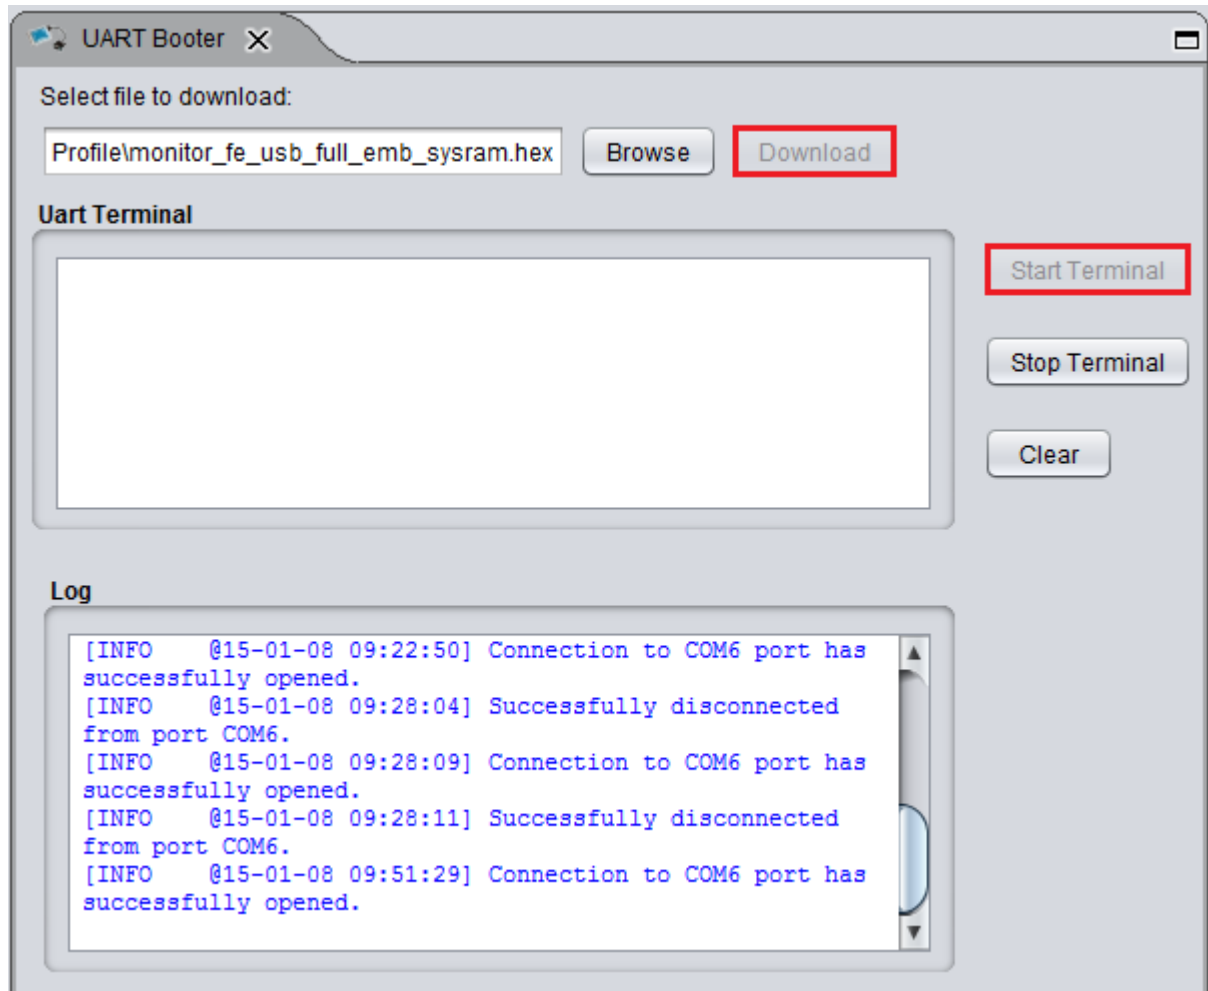 UART Booter
Select file to download:
Profile\monitor_fe_usb_full_emb_sysram.hex Browse Download
Uart Terminal
Start Terminal
Stop Terminal
Clear
Log
[INFO    @15-01-08 09:22:50] Connection to COM6 port has
successfully opened.
[INFO    @15-01-08 09:28:04] Successfully disconnected
from port COM6.
[INFO    @15-01-08 09:28:09] Connection to COM6 port has
successfully opened.
[INFO    @15-01-08 09:28:11] Successfully disconnected
from port COM6.
[INFO    @15-01-08 09:51:29] Connection to COM6 port has
successfully opened.